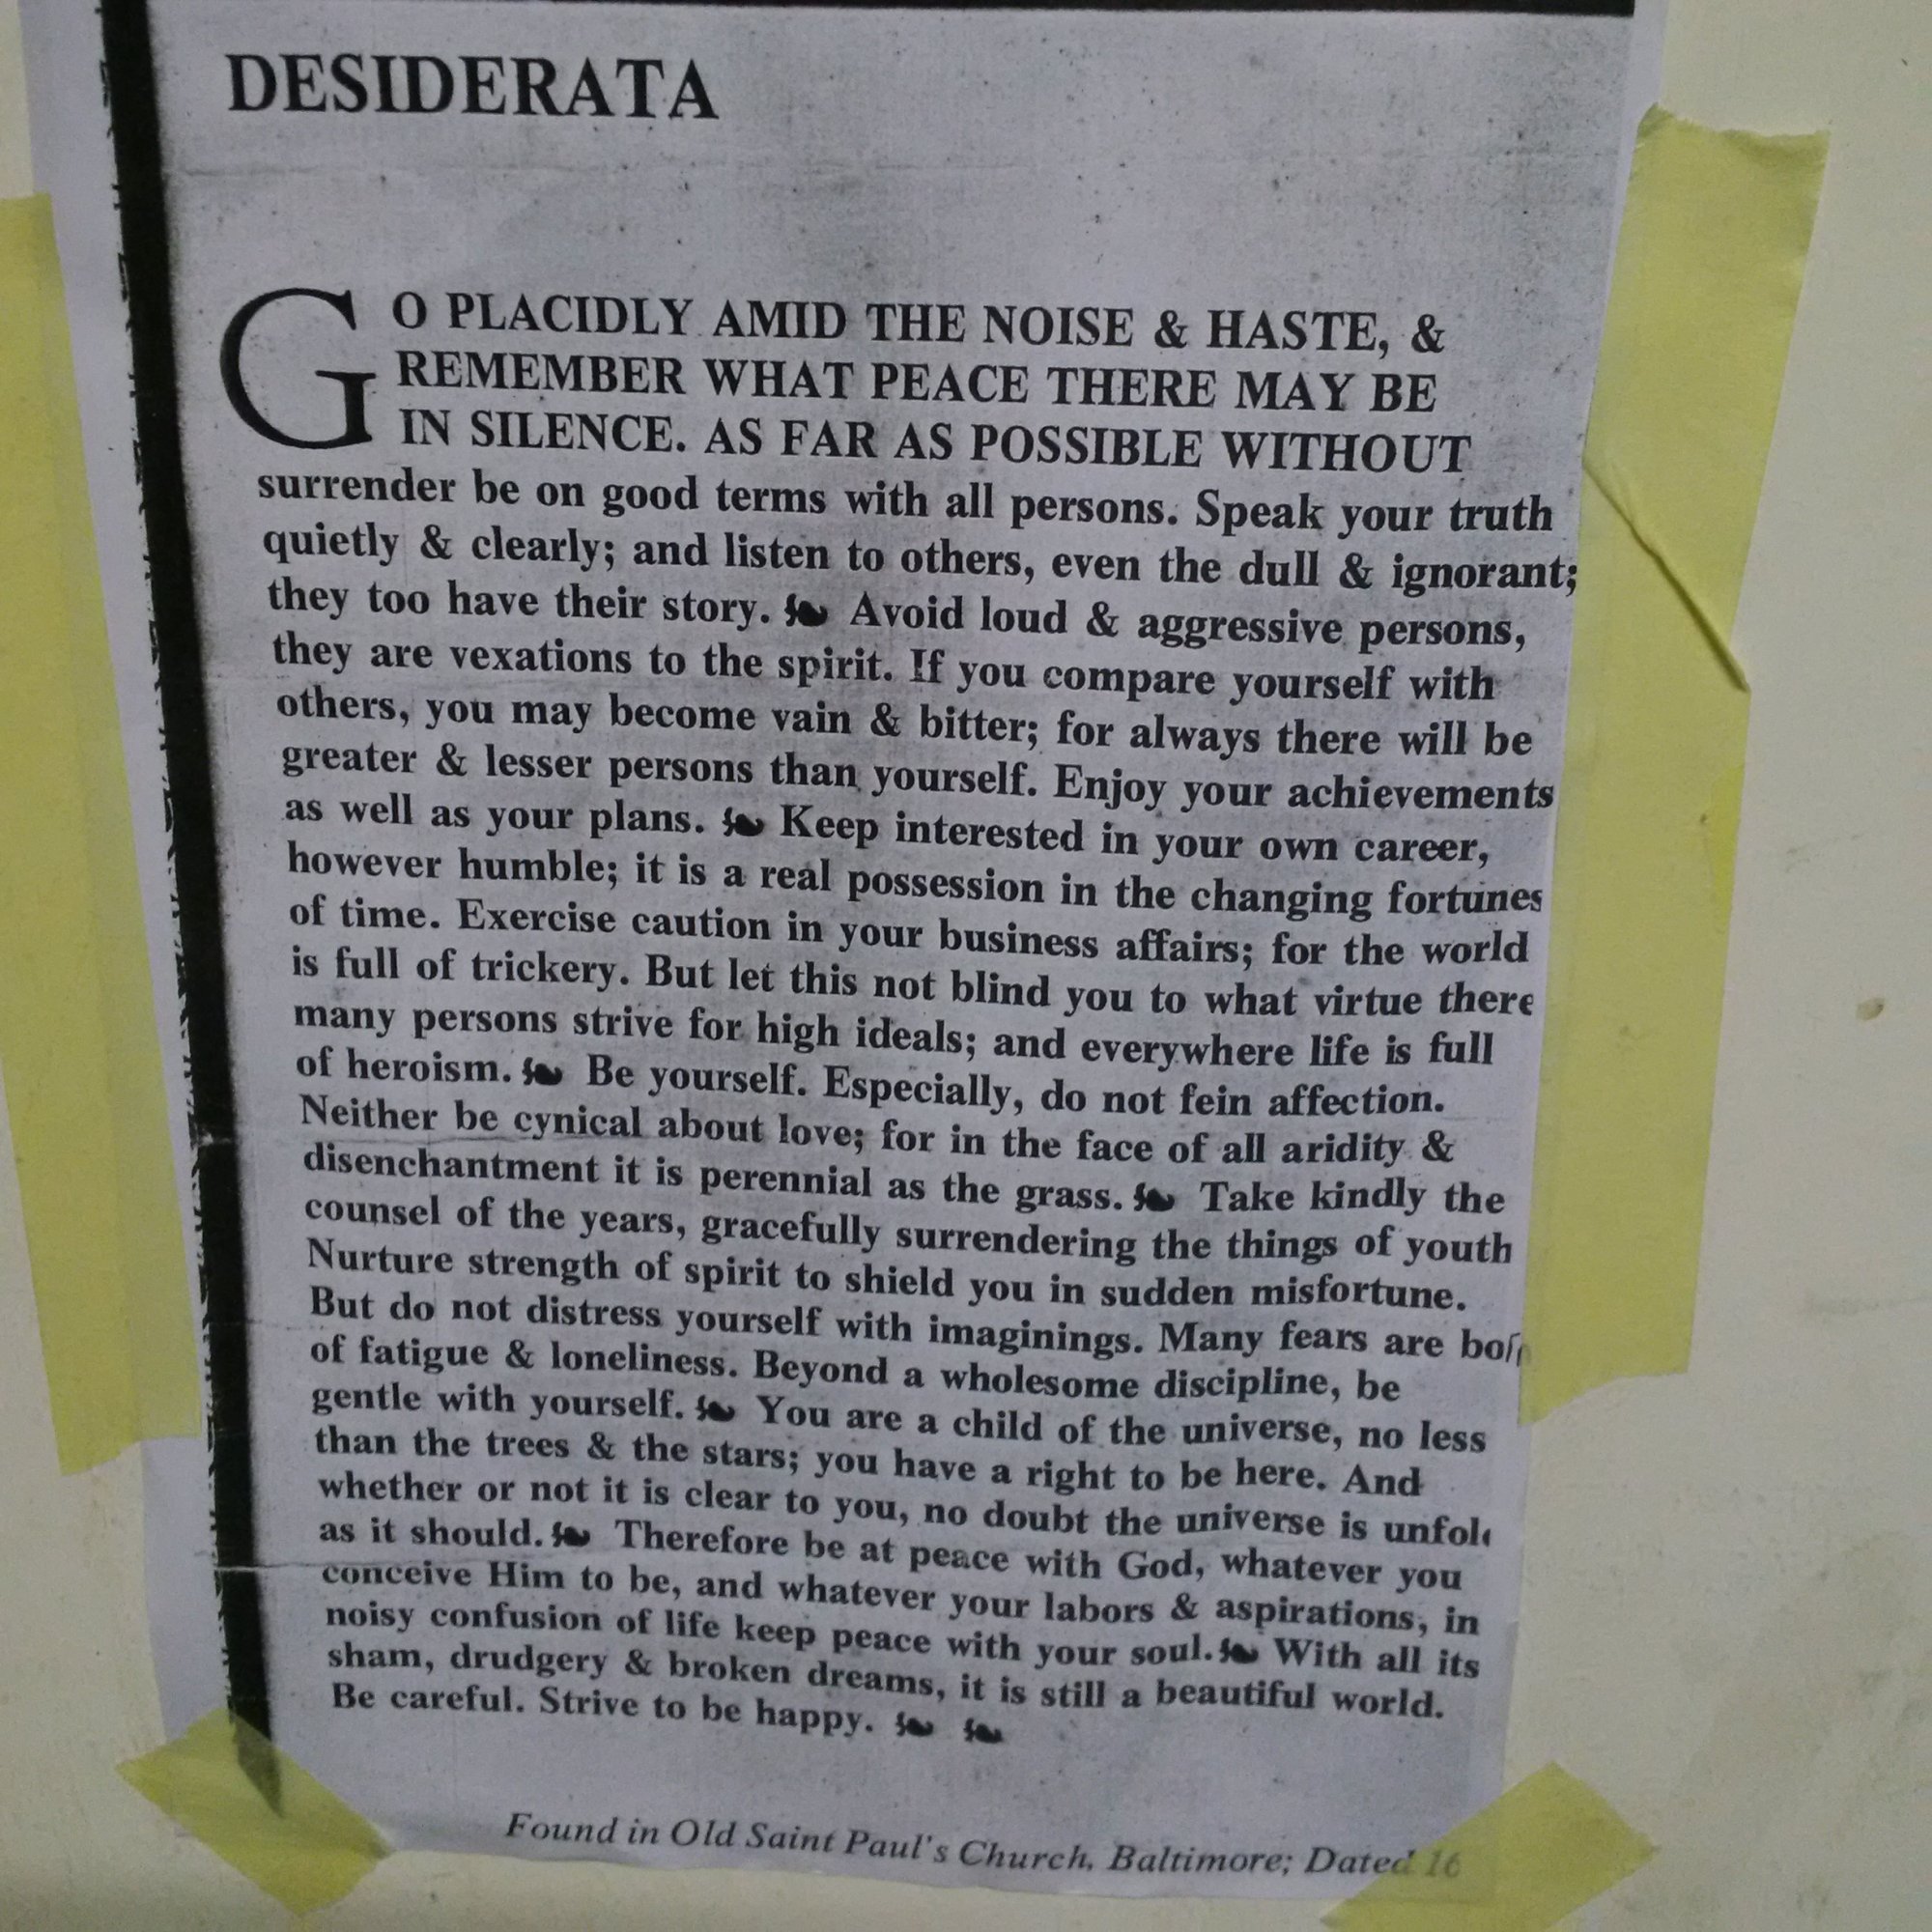 DESIDERATA
GO PLACIDLY AMID THE NOISE & HASTE, &
REMEMBER WHAT PEACE THERE MAY BE
IN SILENCE. AS FAR AS POSSIBLE WITHOUT
surrender be on good terms with all persons. Speak your truth
quietly & clearly; and listen to others, even the dull & ignorant;
they too have their story. Avoid loud & aggressive persons,
they are vexations to the spirit. If you compare yourself with
others, you may become vain & bitter; for always there will be
greater & lesser persons than yourself. Enjoy your achievements
as well as your plans. Keep interested in your own career,
however humble; it is a real possession in the changing fortunes
of time. Exercise caution in your business affairs; for the world
is full of trickery. But let this not blind you to what virtue there
many persons strive for high ideals; and everywhere life is full
of heroism. Be yourself. Especially, do not fein affection.
Neither be cynical about love; for in the face of all aridity &
disenchantment it is perennial as the grass. Take kindly the
counsel of the years, gracefully surrendering the things of youth
Nurture strength of spirit to shield you in sudden misfortune.
But do not distress yourself with imaginings. Many fears are
of fatigue & loneliness. Beyond a wholesome discipline, be
gentle with yourself. You are a child of the universe, no less
than the trees & the stars; you have a right to be here. And
whether or not it is clear to you, no doubt the universe is
as it should. Therefore be at peace with God, whatever you
conceive Him to be, and whatever your labors & aspirations, in
noisy confusion of life keep peace with your soul. With all its
sham, drudgery & broken dreams, it is still a beautiful world.
Be careful. Strive to be happy.
Found in Old Saint Paul's Church, Baltimore; Dated 16